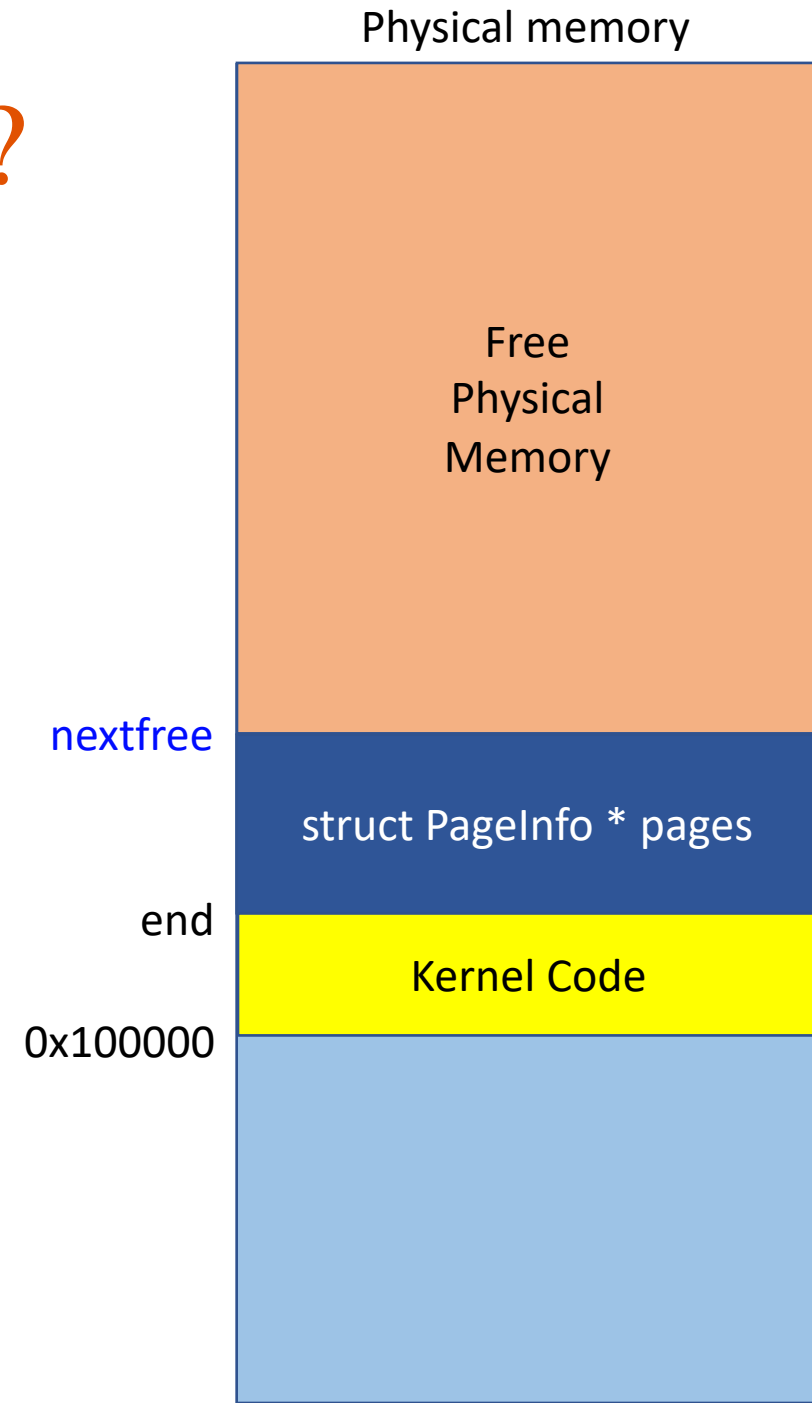 Physical memory
?
Free
Physical
Memory
nextfree
struct PageInfo * pages
end
Kernel Code
0x100000